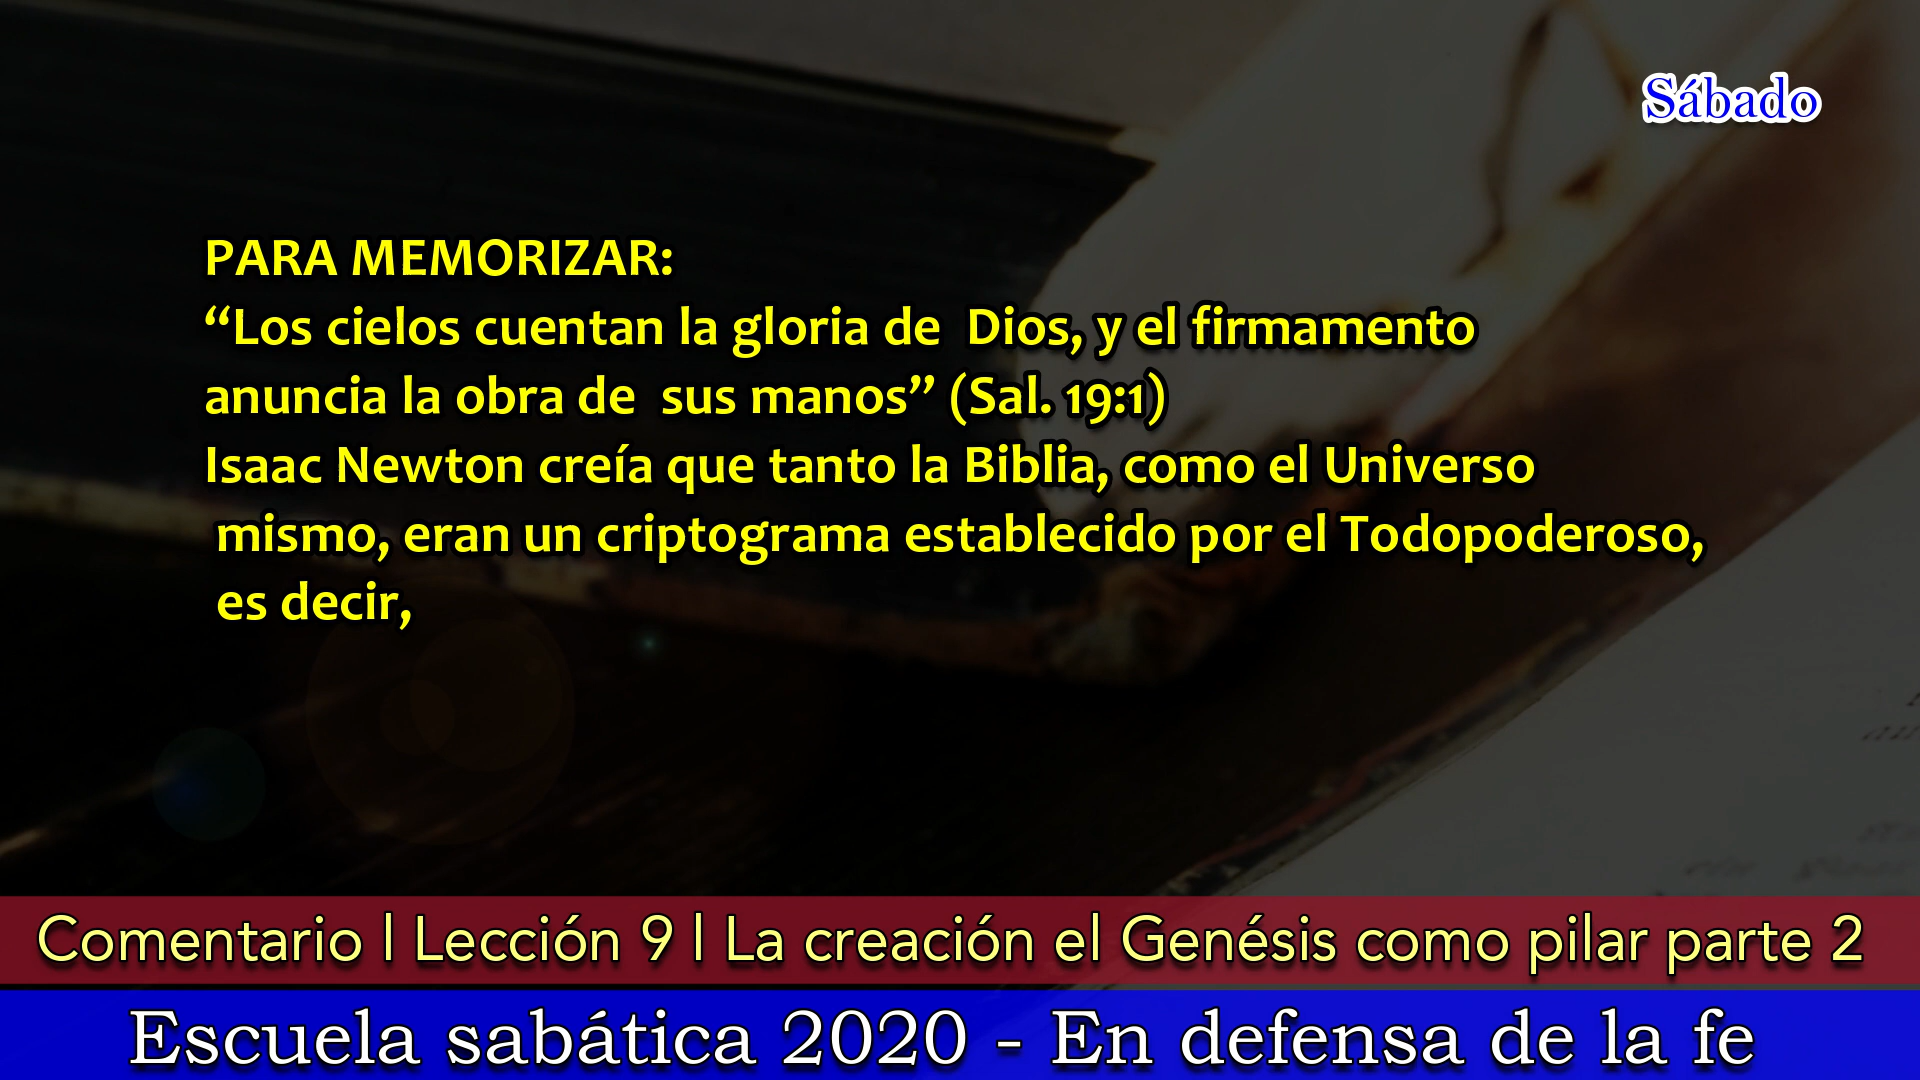 Sábado
PARA MEMORIZAR:
“Los cielos cuentan la gloria de  Dios, y el firmamento
anuncia la obra de  sus manos” (Sal. 19:1)
Isaac Newton creía que tanto la Biblia, como el Universo
mismo, eran un criptograma establecido por el Todopoderoso,
es decir,
Comentario l Lección 9 l La creación el Genésis como pilar parte 2
Escuela sabática 2020 - En defensa de la fe